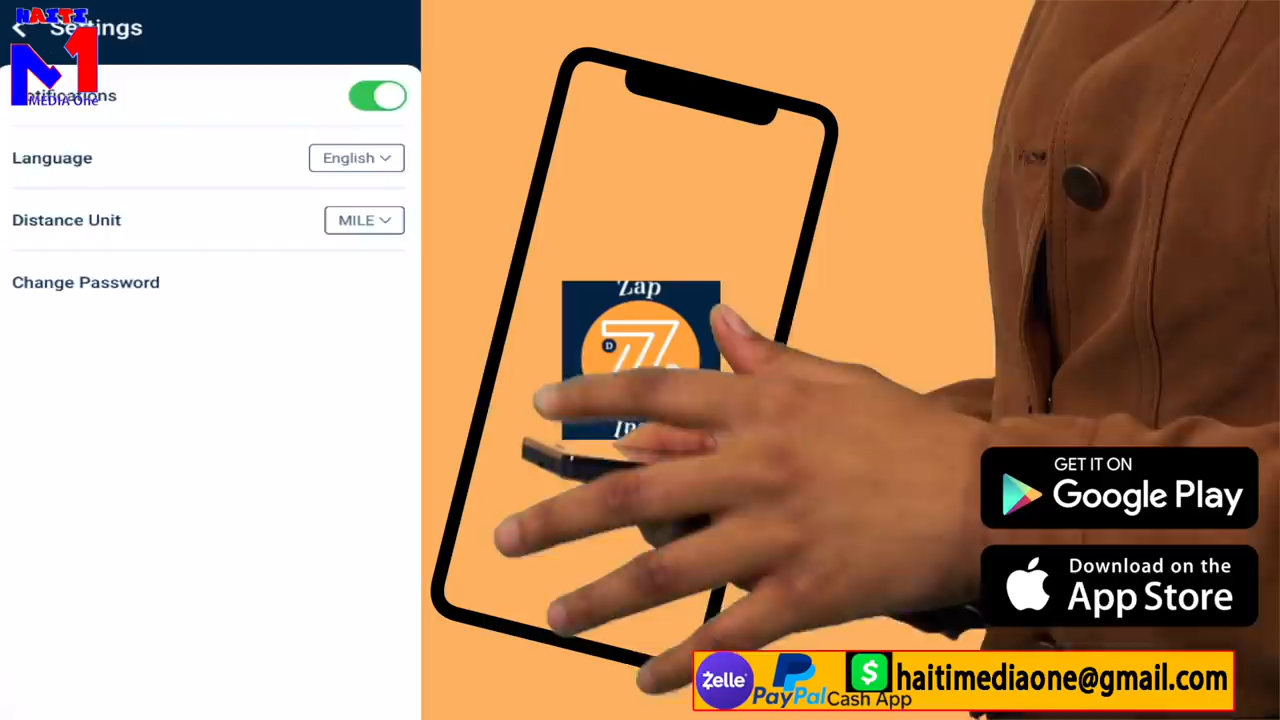 HAITI
MEDIA One
Settings
Notifications
Language
English
Distance Unit
MILE
Change Password
Zap
D
GET IT ON
Google Play
Download on the
App Store
Zelle
PayPal
$
Cash App
haitimediaone@gmail.com